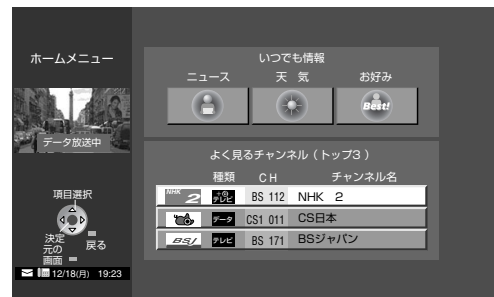 ホームメニュー
データ放送中
項目選択
決定
戻る
元の
画面
12/18(月) 19:23
いつでも情報
ニュース 天 気 お好み
Best!
よく見るチャンネル（トップ3）
種類 CH チャンネル名
NHK 2 テレビ BS 112 NHK 2
データ CS1 011 CS日本
BSJ テレビ BS 171 BSジャパン